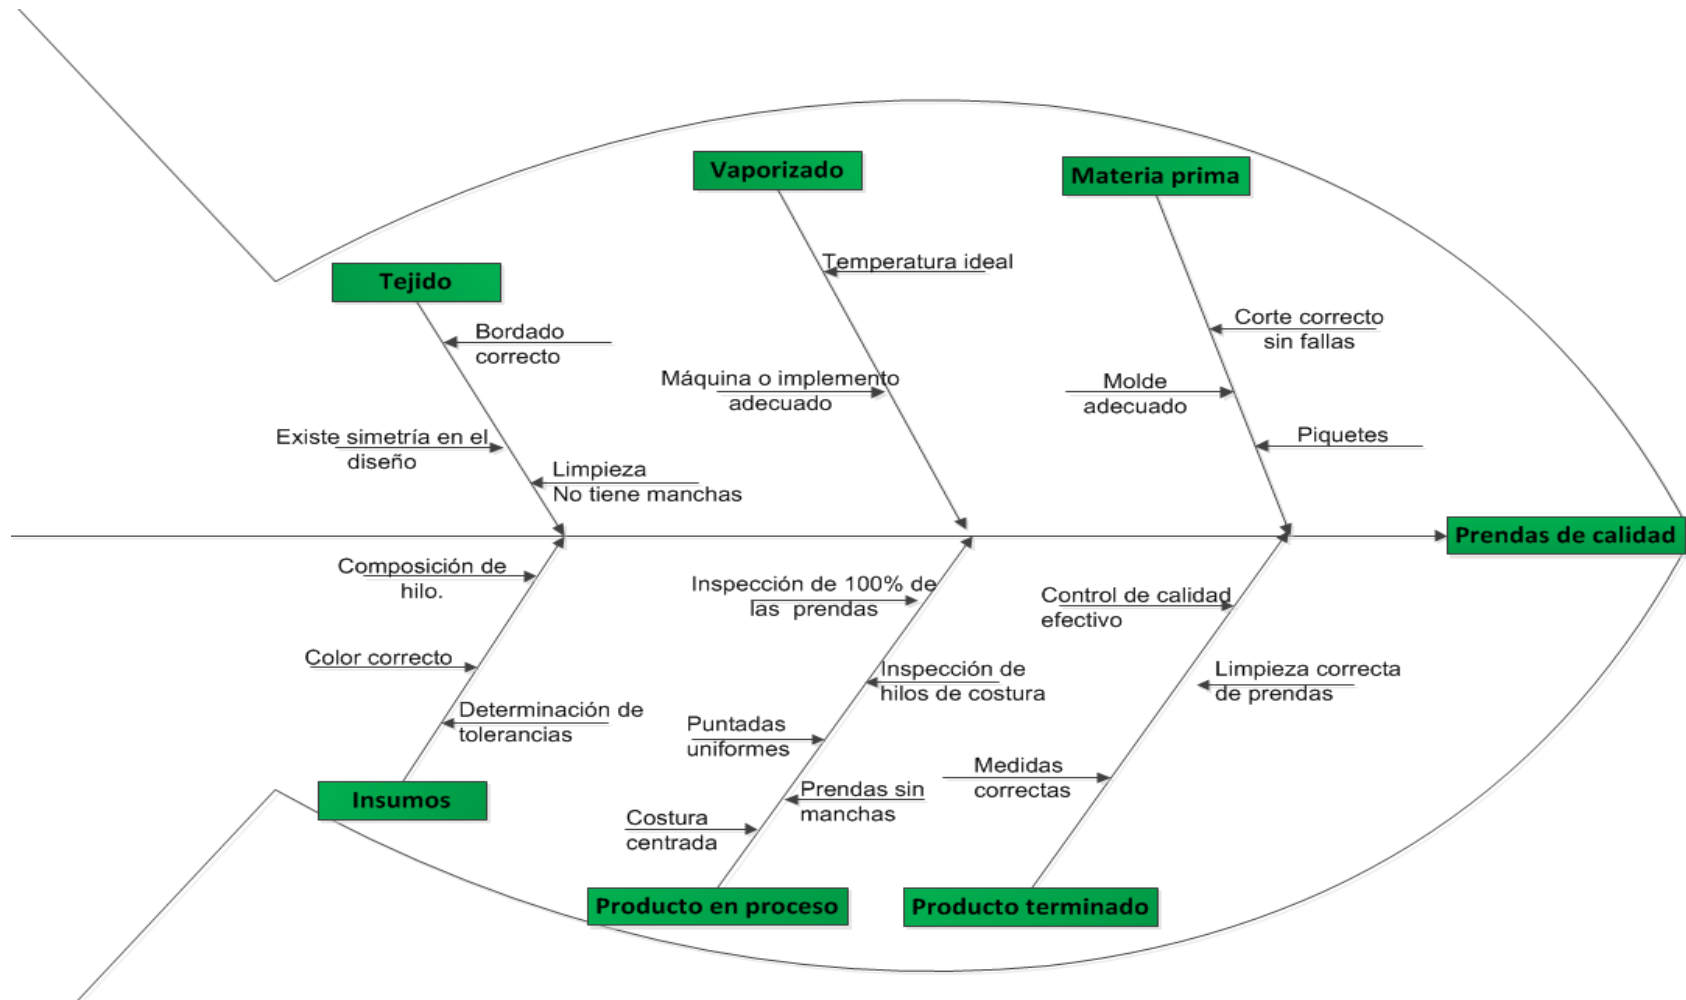 Vaporizado
Materia prima
Tejido
Temperatura ideal
Bordado
correcto
Corte correcto
sin fallas
Máquina o implemento
adecuado
Molde
adecuado
Existe simetría en el
diseño
Piquetes
Limpieza
No tiene manchas
Prendas de calidad
Composición de
hilo.
Inspección de 100% de
las prendas
Control de calidad
efectivo
Color correcto
Inspección de
hilos de costura
Limpieza correcta
de prendas
Determinación de
tolerancias
Puntadas
uniformes
Medidas
correctas
Insumos
Prendas sin
manchas
Costura
centrada
Producto en proceso
Producto terminado